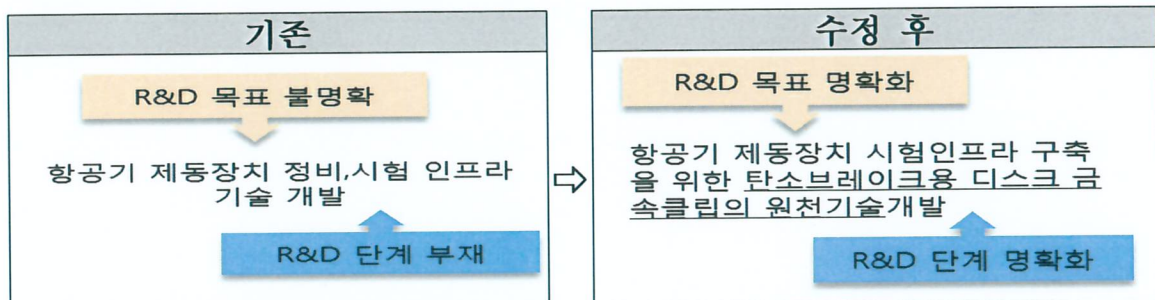 기존
R&D 목표 불명확
항공기 제동장치 정비,시험 인프라
기술 개발
R&D 단계 부재
수정 후
R&D 목표 명확화
항공기 제동장치 시험인프라 구축
을 위한 탄소브레이크용 디스크 금
속클립의 원천기술개발
R&D 단계 명확화